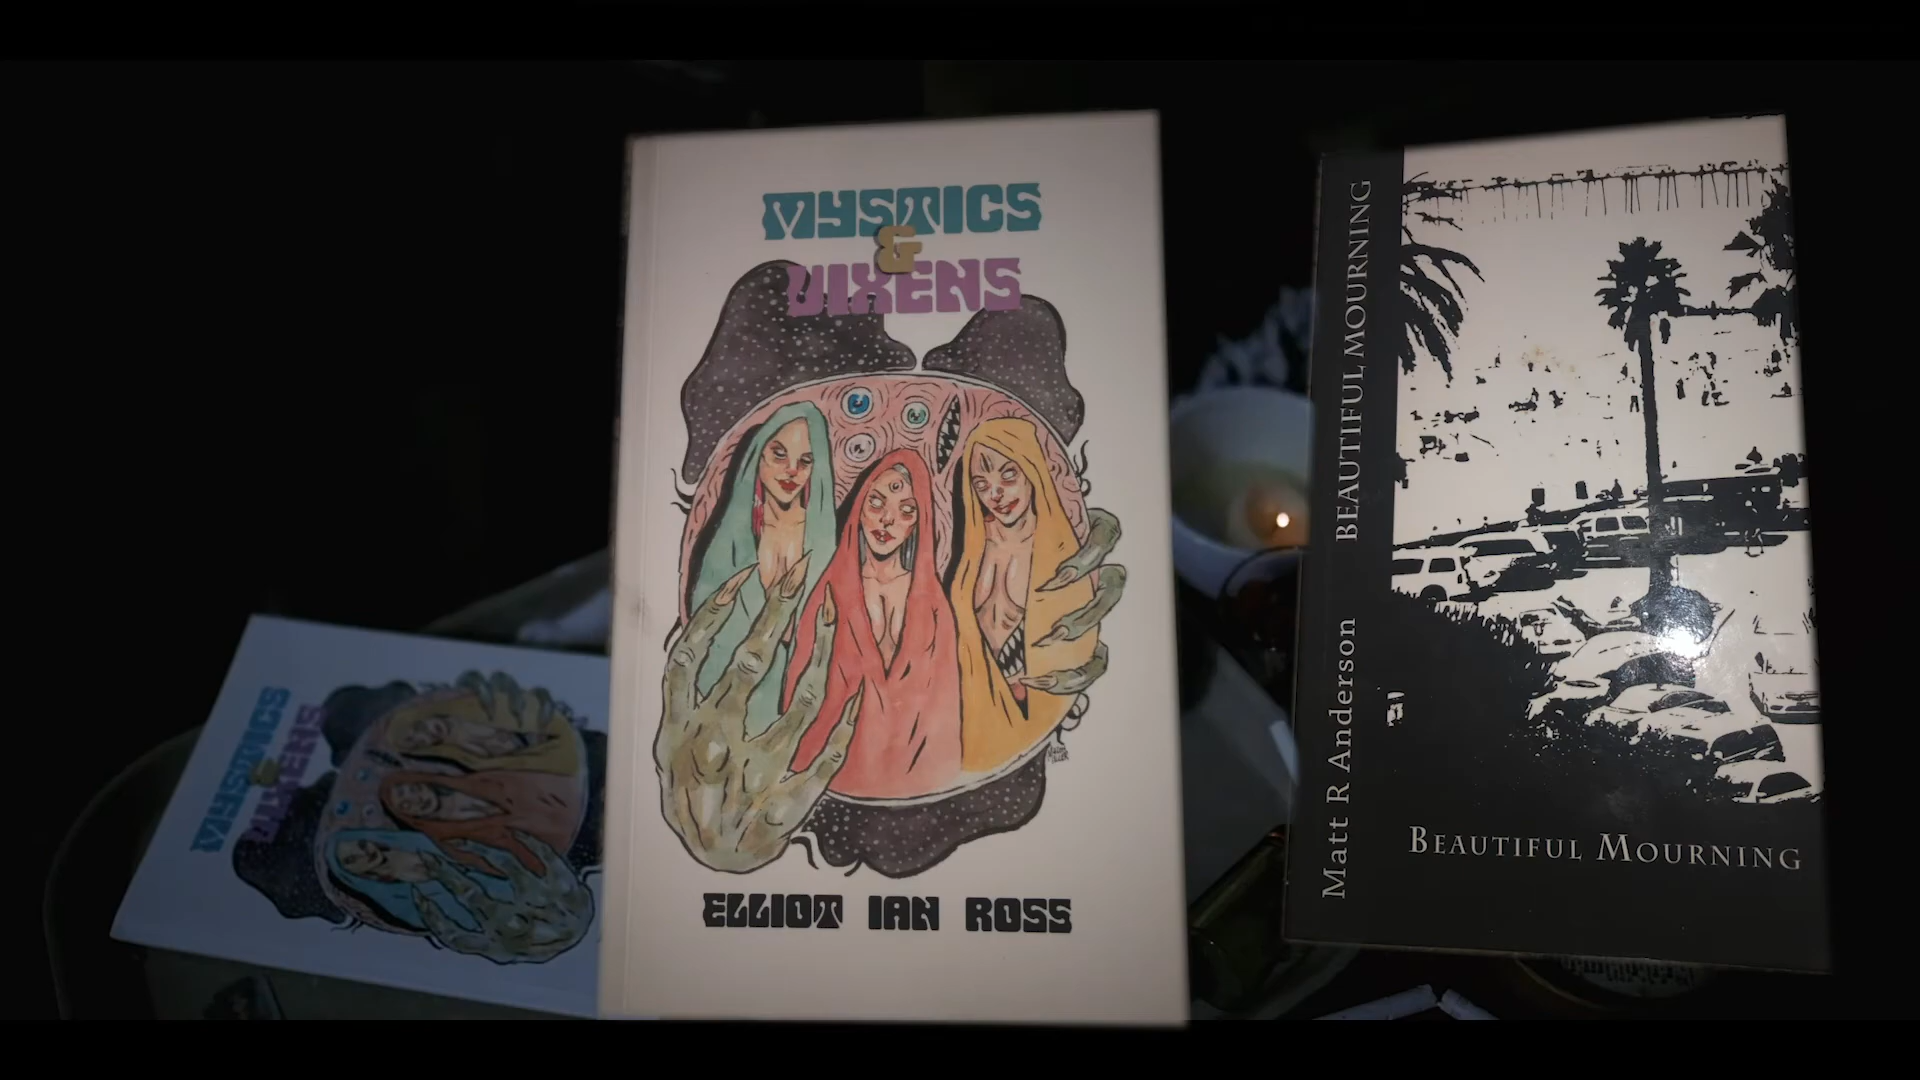 MYSTICS
&
VIXENS
ELLIOT IAN ROSS
MYSTICS
&
VIXENS
BEAUTIFUL MOURNING
Matt R Anderson
BEAUTIFUL MOURNING